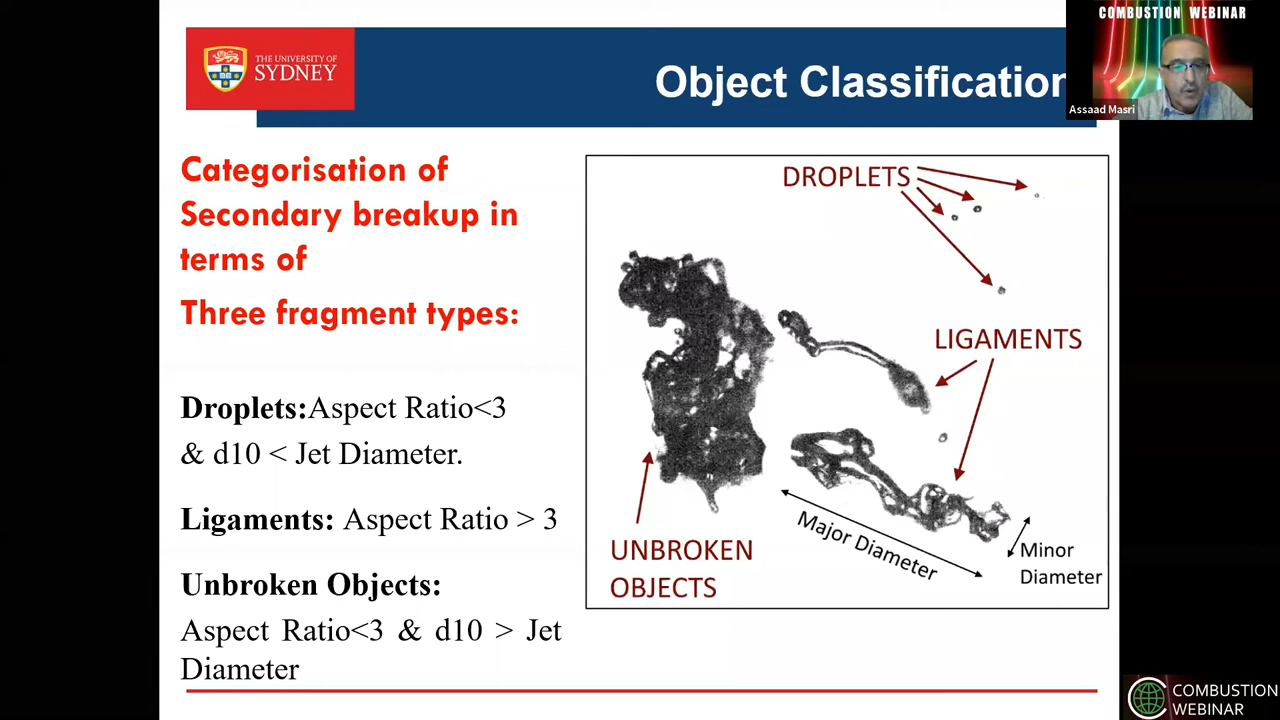 COMBUSTION WEBINAR
Assaad Masri
THE UNIVERSITY OF
SYDNEY
Object Classification
Categorisation of
Secondary breakup in
terms of
Three fragment types:
Droplets:Aspect Ratio<3
& d10 < Jet Diameter.
Ligaments: Aspect Ratio > 3
Unbroken Objects:
Aspect Ratio<3 & d10 > Jet
Diameter
DROPLETS
LIGAMENTS
UNBROKEN
OBJECTS
Major Diameter
Minor
Diameter
COMBUSTION
WEBINAR